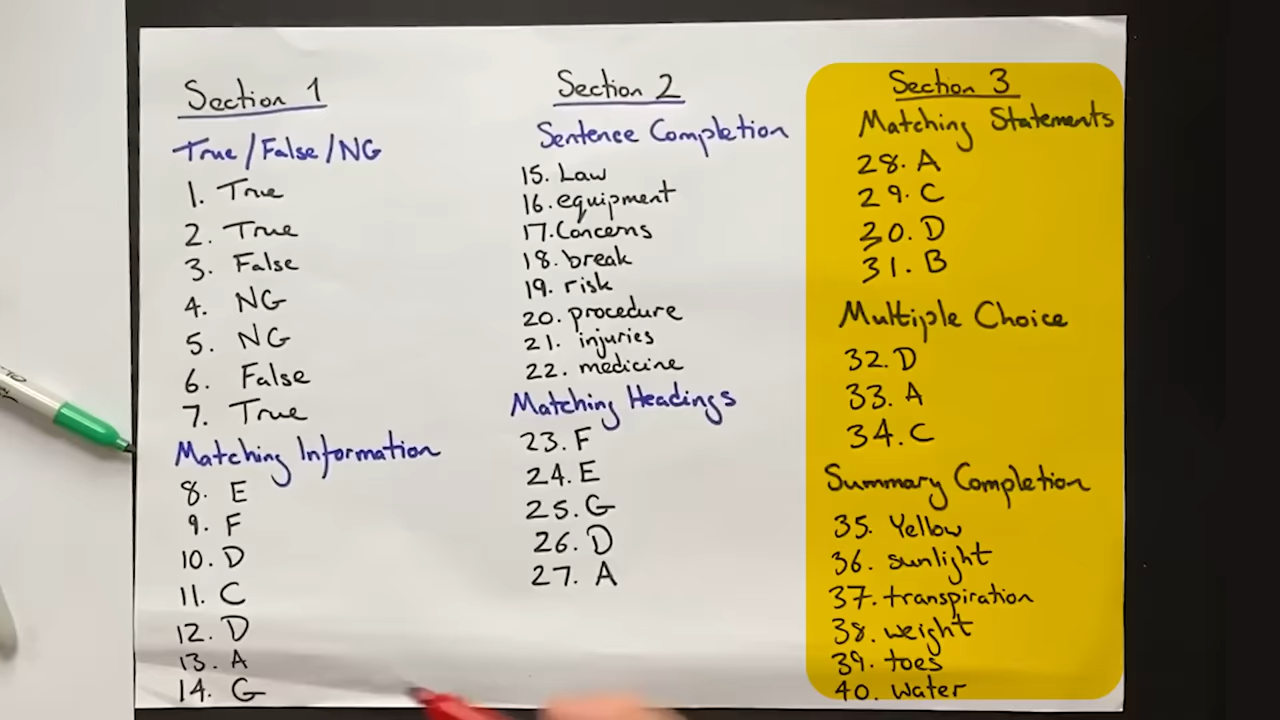 Section 1
True/False/NG
1. True
2. True
3. False
4. NG
5. NG
6. False
7. True
Matching Information
8. E
9. F
10. D
11. C
12. D
13. A
14. G
Section 2
Sentence Completion
15. Law
16. equipment
17. Concerns
18. break
19. risk
20. procedure
21. injuries
22. medicine
Matching Headings
23. F
24. E
25. G
26. D
27. A
Section 3
Matching Statements
28. A
29. C
30. D
31. B
Multiple Choice
32. D
33. A
34. C
Summary Completion
35. Yellow
36. sunlight
37. transpiration
38. weight
39. toes
40. water